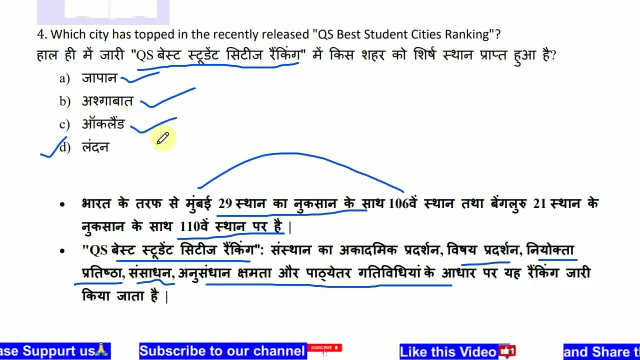 4. Which city has topped in the recently released "QS Best Student Cities Ranking"?
हाल ही में जारी "QS बेस्ट स्टूडेंट सिटीज रैंकिंग" में किस शहर को शिर्ष स्थान प्राप्त हुआ है?
a) जापान
b) अश्गाबात
c) ऑकलैंड
d) लंदन
• भारत के तरफ से मुंबई 29 स्थान का नुकसान के साथ 106वें स्थान तथा बेंगलुरु 21 स्थान के
नुकसान के साथ 110वें स्थान पर है |
• "QS बेस्ट स्टूडेंट सिटीज रैंकिंग": संस्थान का अकादमिक प्रदर्शन, विषय प्रदर्शन, नियोक्ता
प्रतिष्ठा, संसाधन, अनुसंधान क्षमता और पाठ्येतर गतिविधियां के आधार पर यह रैंकिंग जारी
किया जाता है |
ase Suppurt us Subscribe to our channel SUBSCRIBE Like this Video +1 and Share th